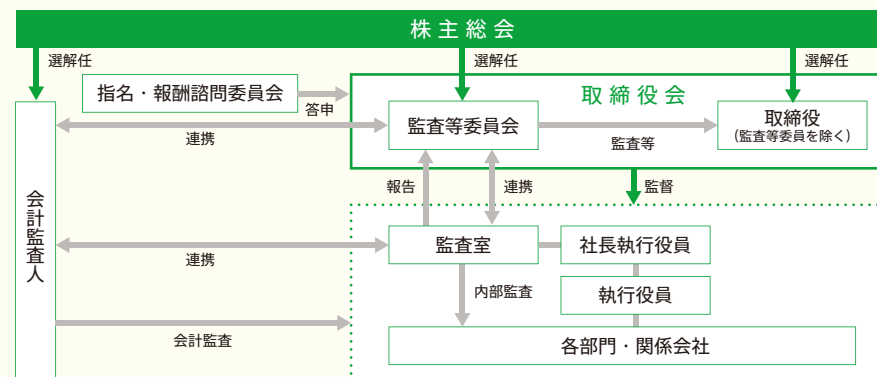 株主総会
選解任
選解任
選解任
指名・報酬諮問委員会
答申
取締役会
監査等委員会
監査等
取締役
(監査等委員を除く)
連携
報告
連携
監督
会計監査人
監査室
社長執行役員
連携
内部監査
執行役員
会計監査
各部門・関係会社